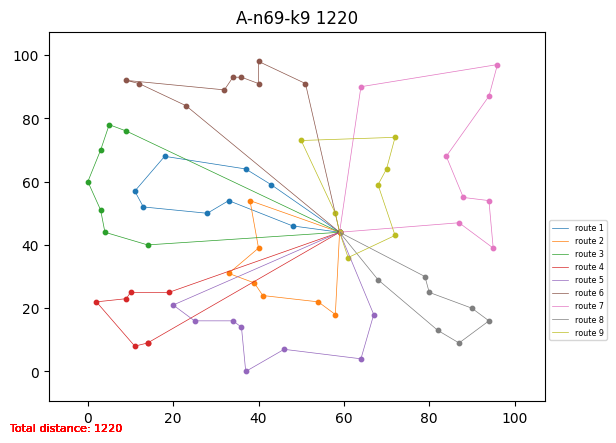 A-n69-k9 1220
100
80
60
40
20
0
0 20 40 60 80 100
route 1
route 2
route 3
route 4
route 5
route 6
route 7
route 8
route 9
Total distance: 1220